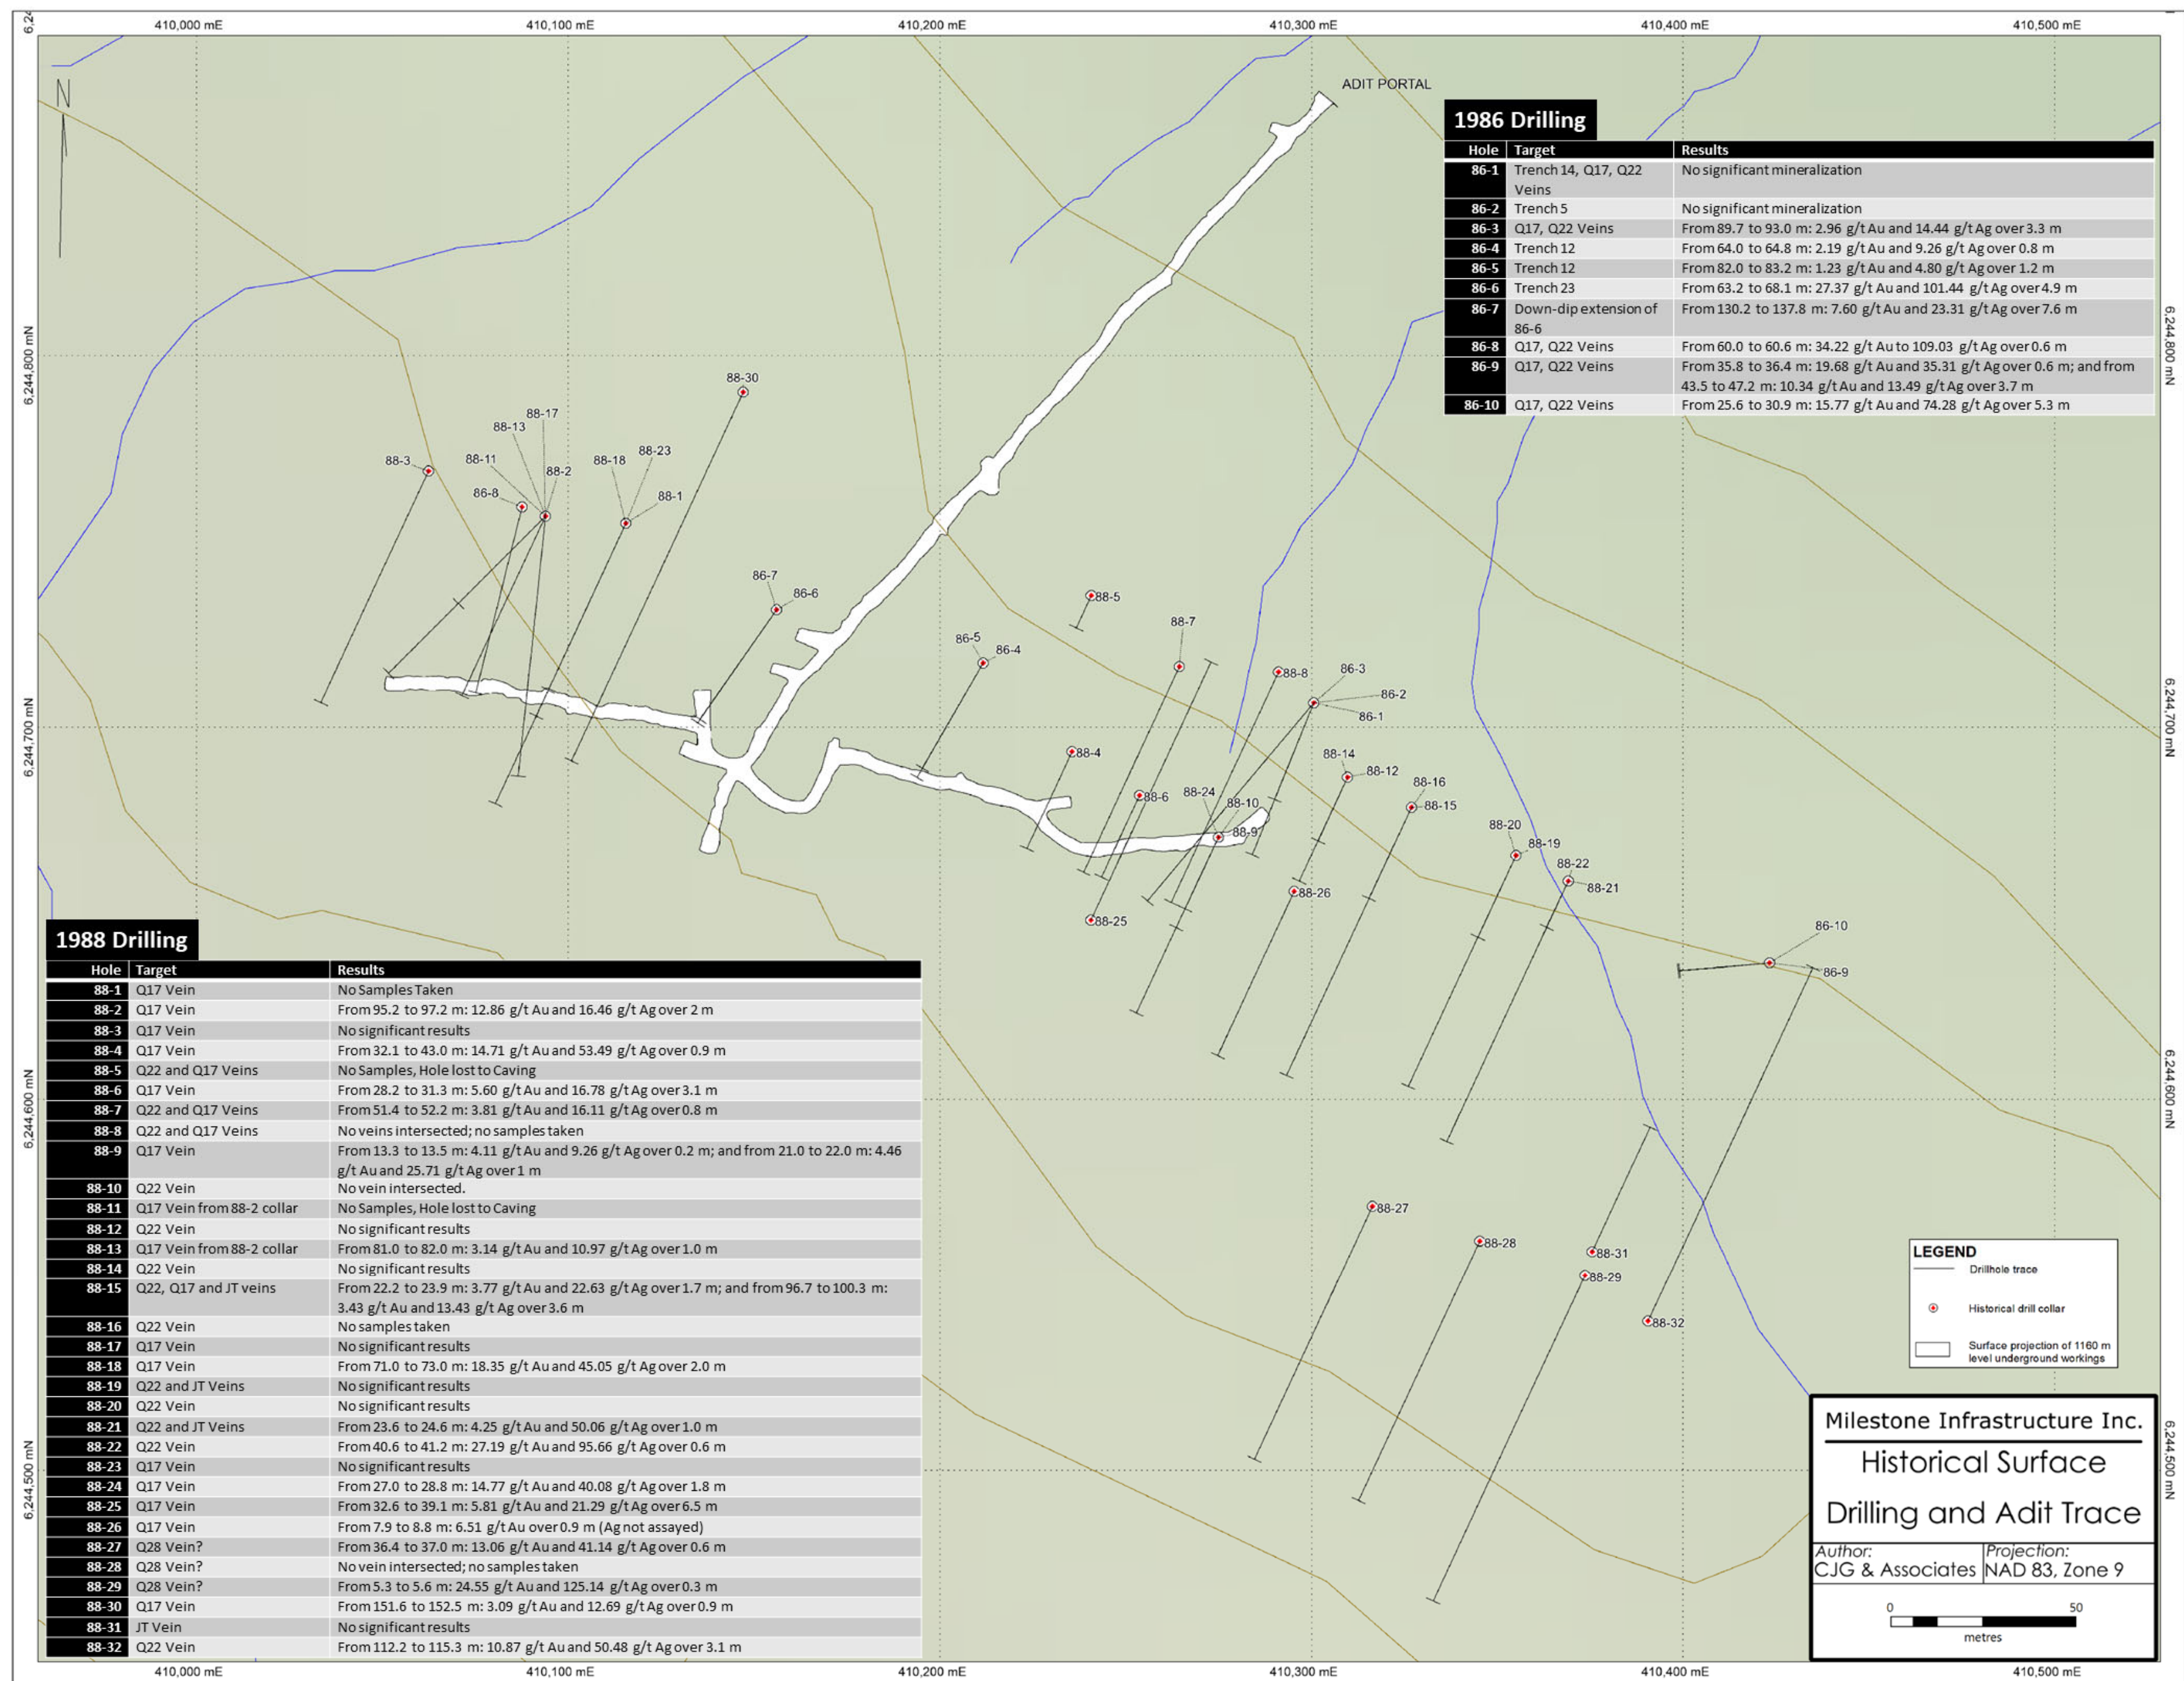 410,000 mE 410,100 mE 410,200 mE 410,300 mE 410,400 mE 410,500 mE
6,24
N
ADIT PORTAL
1986 Drilling
Hole Target Results
86-1 Trench 14, Q17, Q22 No significant mineralization
Veins
86-2 Trench 5 No significant mineralization
86-3 Q17, Q22 Veins From 89.7 to 93.0 m: 2.96 g/t Au and 14.44 g/t Ag over 3.3 m
86-4 Trench 12 From 64.0 to 64.8 m: 2.19 g/t Au and 9.26 g/t Ag over 0.8 m
86-5 Trench 12 From 82.0 to 83.2 m: 1.23 g/t Au and 4.80 g/t Ag over 1.2 m
86-6 Trench 23 From 63.2 to 68.1 m: 27.37 g/t Au and 101.44 g/t Ag over 4.9 m
86-7 Down-dip extension of From 130.2 to 137.8 m: 7.60 g/t Au and 23.31 g/t Ag over 7.6 m
86-6
86-8 Q17, Q22 Veins From 60.0 to 60.6 m: 34.22 g/t Au to 109.03 g/t Ag over 0.6 m
86-9 Q17, Q22 Veins From 35.8 to 36.4 m: 19.68 g/t Au and 35.31 g/t Ag over 0.6 m; and from
43.5 to 47.2 m: 10.34 g/t Au and 13.49 g/t Ag over 3.7 m
86-10 Q17, Q22 Veins From 25.6 to 30.9 m: 15.77 g/t Au and 74.28 g/t Ag over 5.3 m
6,244,800 mN
6,244,800 mN
88-30
88-17
88-13
88-3
88-11
88-2
88-18
88-23
86-8
88-1
86-7
86-6
88-5
88-7
86-5
86-4
88-8
86-3
86-2
86-1
6,244,700 mN
6,244,700 mN
88-4
88-14
88-12
88-6
88-24
88-10
88-9
88-16
88-15
88-20
88-19
88-22
88-21
88-26
88-25
86-10
86-9
6,244,600 mN
6,244,600 mN
88-27
88-28
88-31
88-29
88-32
6,244,500 mN
6,244,500 mN
1988 Drilling
Hole Target Results
88-1 Q17 Vein No Samples Taken
88-2 Q17 Vein From 95.2 to 97.2 m: 12.86 g/t Au and 16.46 g/t Ag over 2 m
88-3 Q17 Vein No significant results
88-4 Q17 Vein From 32.1 to 43.0 m: 14.71 g/t Au and 53.49 g/t Ag over 0.9 m
88-5 Q22 and Q17 Veins No Samples, Hole lost to Caving
88-6 Q17 Vein From 28.2 to 31.3 m: 5.60 g/t Au and 16.78 g/t Ag over 3.1 m
88-7 Q22 and Q17 Veins From 51.4 to 52.2 m: 3.81 g/t Au and 16.11 g/t Ag over 0.8 m
88-8 Q22 and Q17 Veins No veins intersected; no samples taken
88-9 Q17 Vein From 13.3 to 13.5 m: 4.11 g/t Au and 9.26 g/t Ag over 0.2 m; and from 21.0 to 22.0 m: 4.46
g/t Au and 25.71 g/t Ag over 1 m
88-10 Q22 Vein No vein intersected.
88-11 Q17 Vein from 88-2 collar No Samples, Hole lost to Caving
88-12 Q22 Vein No significant results
88-13 Q17 Vein from 88-2 collar From 81.0 to 82.0 m: 3.14 g/t Au and 10.97 g/t Ag over 1.0 m
88-14 Q22 Vein No significant results
88-15 Q22, Q17 and JT veins From 22.2 to 23.9 m: 3.77 g/t Au and 22.63 g/t Ag over 1.7 m; and from 96.7 to 100.3 m:
3.43 g/t Au and 13.43 g/t Ag over 3.6 m
88-16 Q22 Vein No samples taken
88-17 Q17 Vein No significant results
88-18 Q17 Vein From 71.0 to 73.0 m: 18.35 g/t Au and 45.05 g/t Ag over 2.0 m
88-19 Q22 and JT Veins No significant results
88-20 Q22 Vein No significant results
88-21 Q22 and JT Veins From 23.6 to 24.6 m: 4.25 g/t Au and 50.06 g/t Ag over 1.0 m
88-22 Q22 Vein From 40.6 to 41.2 m: 27.19 g/t Au and 95.66 g/t Ag over 0.6 m
88-23 Q17 Vein No significant results
88-24 Q17 Vein From 27.0 to 28.8 m: 14.77 g/t Au and 40.08 g/t Ag over 1.8 m
88-25 Q17 Vein From 32.6 to 39.1 m: 5.81 g/t Au and 21.29 g/t Ag over 6.5 m
88-26 Q17 Vein From 7.9 to 8.8 m: 6.51 g/t Au over 0.9 m (Ag not assayed)
88-27 Q28 Vein? From 36.4 to 37.0 m: 13.06 g/t Au and 41.14 g/t Ag over 0.6 m
88-28 Q28 Vein? No vein intersected; no samples taken
88-29 Q28 Vein? From 5.3 to 5.6 m: 24.55 g/t Au and 125.14 g/t Ag over 0.3 m
88-30 Q17 Vein From 151.6 to 152.5 m: 3.09 g/t Au and 12.69 g/t Ag over 0.9 m
88-31 JT Vein No significant results
88-32 Q22 Vein From 112.2 to 115.3 m: 10.87 g/t Au and 50.48 g/t Ag over 3.1 m
LEGEND
Drillhole trace
Historical drill collar
Surface projection of 1160 m
level underground workings
Milestone Infrastructure Inc.
Historical Surface
Drilling and Adit Trace
Author: Projection:
CJG & Associates NAD 83, Zone 9
0 50
metres
410,000 mE 410,100 mE 410,200 mE 410,300 mE 410,400 mE 410,500 mE